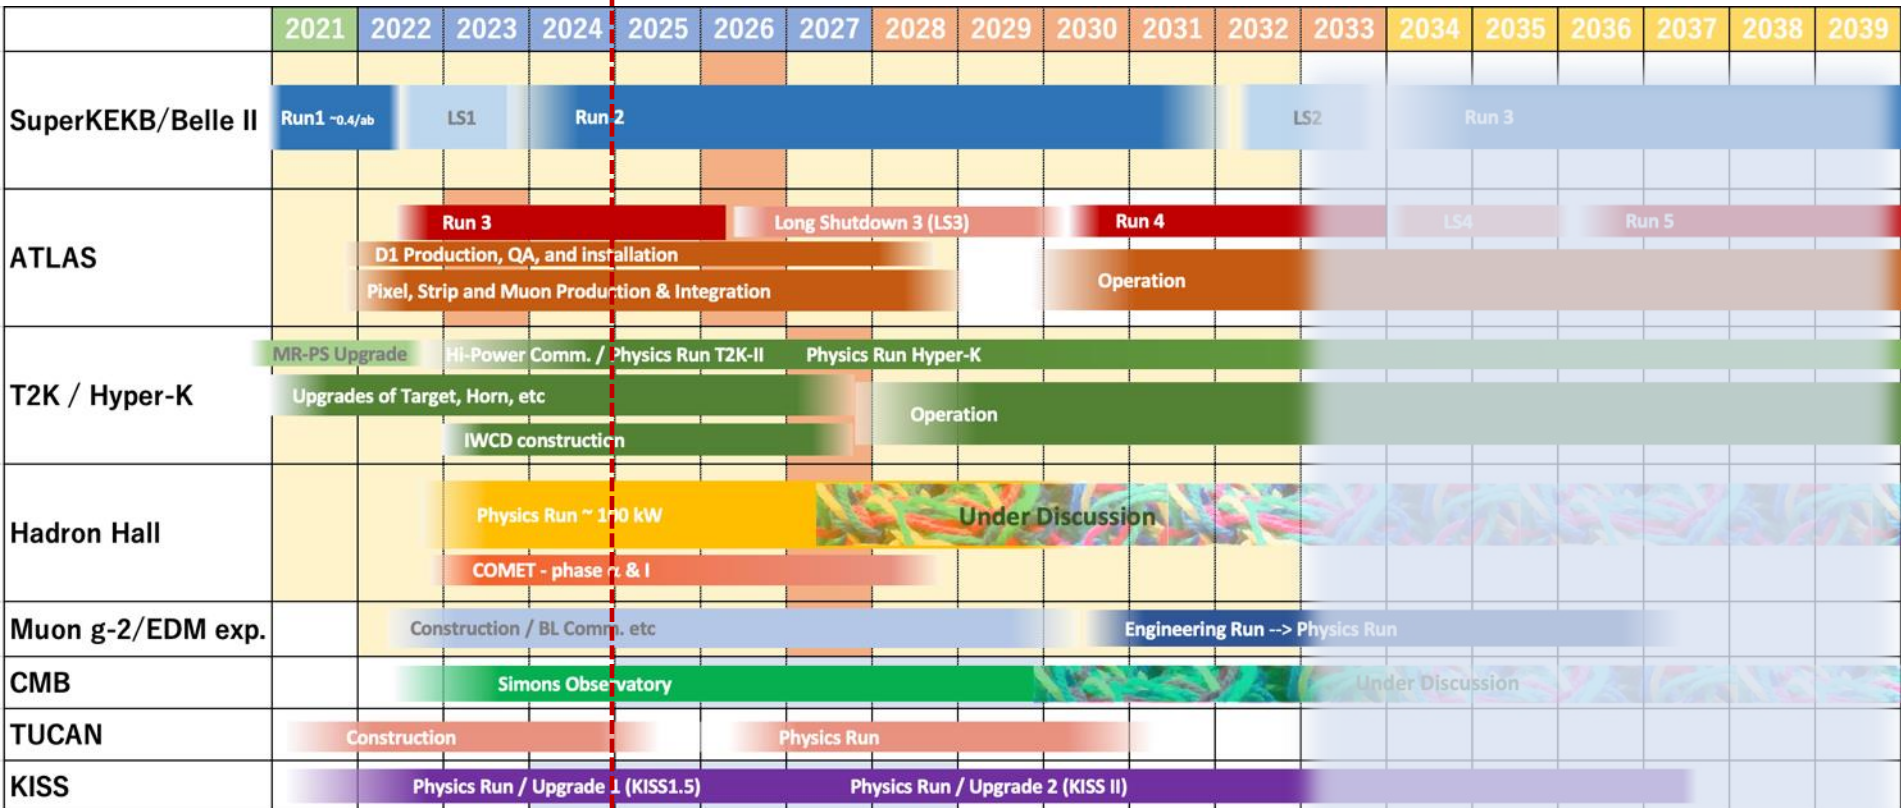 2021 2022 2023 2024 2025 2026 2027 2028 2029 2030 2031 2032 2033 2034 2035 2036 2037 2038 2039
SuperKEKB/Belle II
Run1 ~0.4/ab
LS1
Run 2
LS2
Run 3
ATLAS
Run 3
Long Shutdown 3 (LS3)
Run 4
LS4
Run 5
D1 Production, QA, and installation
Pixel, Strip and Muon Production & Integration
Operation
T2K / Hyper-K
MR-PS Upgrade
Hi-Power Comm. / Physics Run T2K-II
Physics Run Hyper-K
Upgrades of Target, Horn, etc
Operation
IWCD construction
Hadron Hall
Physics Run ~ 100 kW
Under Discussion
COMET - phase α & I
Muon g-2/EDM exp.
Construction / BL Comm. etc
Engineering Run --> Physics Run
CMB
Simons Observatory
Under Discussion
TUCAN
Construction
Physics Run
KISS
Physics Run / Upgrade 1 (KISS1.5)
Physics Run / Upgrade 2 (KISS II)